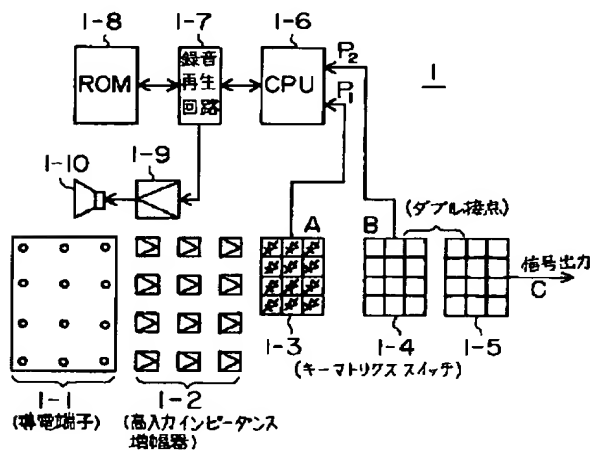 1-8
1-7
1-6
ROM
録音
再生
回路
CPU
P2
P1
1
1-10
1-9
A
B
(ダブル接点)
信号出力
C
1-3
1-4
1-5
(キーマトリクススイッチ)
1-1
(導電端子)
1-2
(高入力インピーダンス
増幅器)